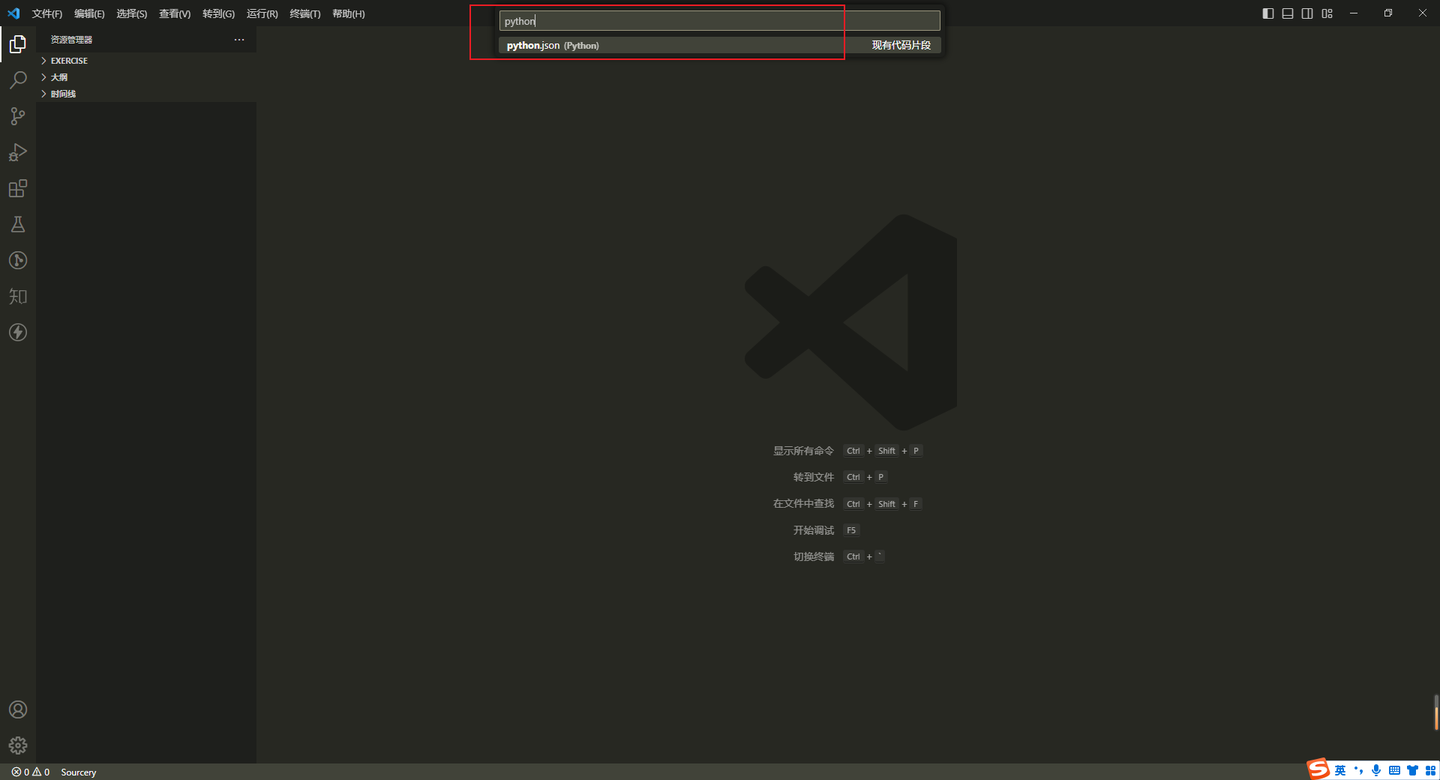 文件(F) 编辑(E) 选择(S) 查看(V) 转到(G) 运行(R) 终端(T) 帮助(H)
python
python.json (Python) 现有代码片段
资源管理器
EXERCISE
大纲
时间线
知
显示所有命令 Ctrl + Shift + P
转到文件 Ctrl + P
在文件中查找 Ctrl + Shift + F
开始调试 F5
切换终端 Ctrl + `
0 0 Sourcery
S 英